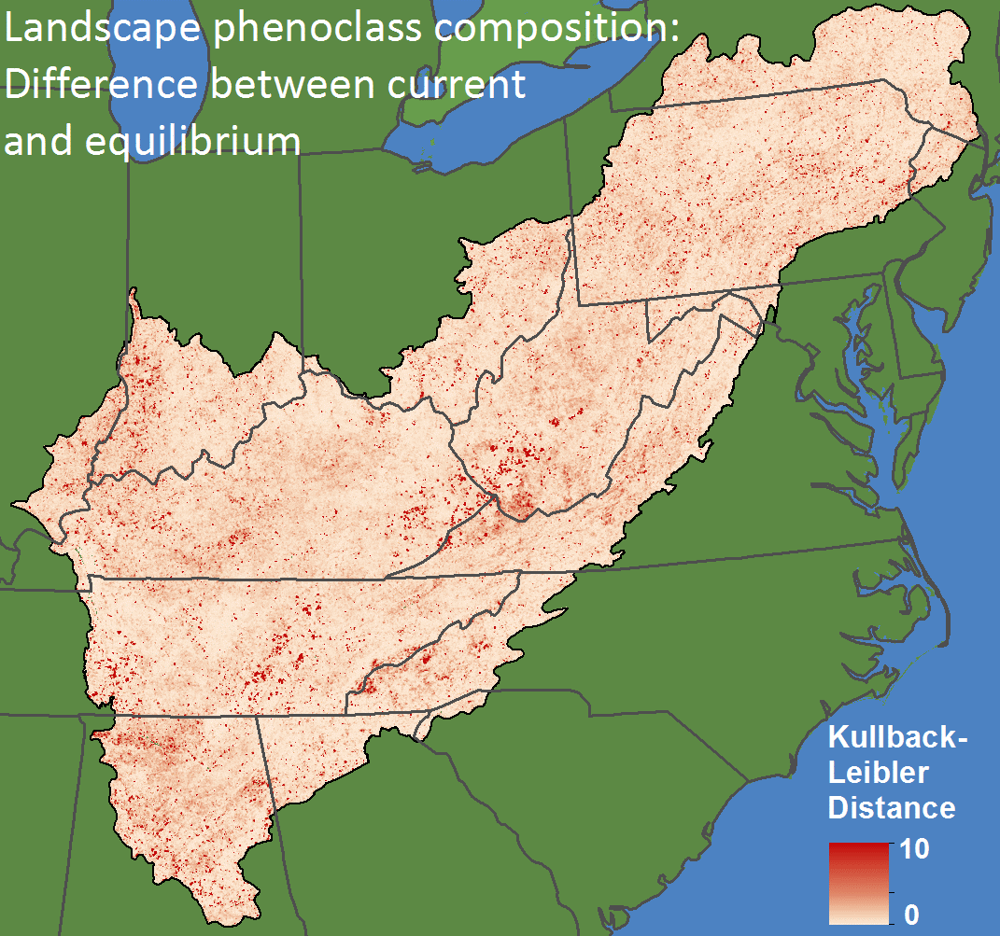 Landscape phenoclass composition:
Difference between current
and equilibrium
Kullback-
Leibler
Distance
10
0